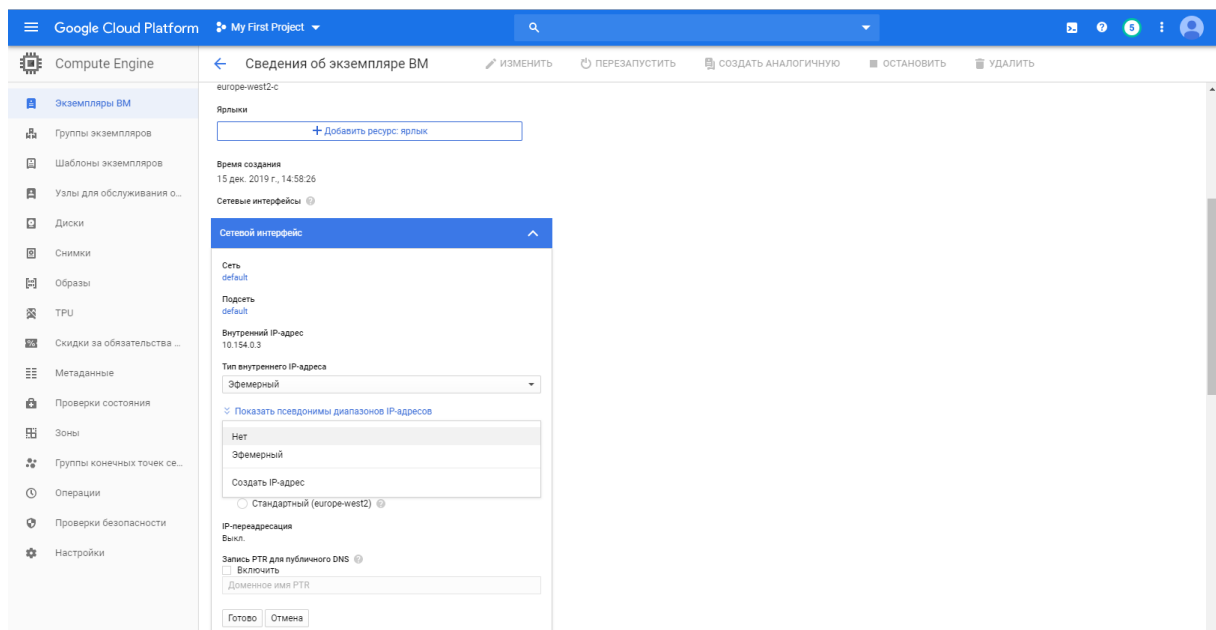 Google Cloud Platform
My First Project
5
Compute Engine
Сведения об экземпляре ВМ
ИЗМЕНИТЬ
ПЕРЕЗАПУСТИТЬ
СОЗДАТЬ АНАЛОГИЧНУЮ
ОСТАНОВИТЬ
УДАЛИТЬ
Экземпляры ВМ
Группы экземпляров
Шаблоны экземпляров
Узлы для обслуживания о...
Диски
Снимки
Образы
TPU
Скидки за обязательства ...
Метаданные
Проверки состояния
Зоны
Группы конечных точек се...
Операции
Проверки безопасности
Настройки
europe-west2-c
Ярлыки
+ Добавить ресурс: ярлык
Время создания
15 дек. 2019 г., 14:58:26
Сетевые интерфейсы
Сетевой интерфейс
Сеть
default
Подсеть
default
Внутренний IP-адрес
10.154.0.3
Тип внутреннего IP-адреса
Эфемерный
Показать псевдонимы диапазонов IP-адресов
Нет
Эфемерный
Создать IP-адрес
Стандартный (europe-west2)
IP-переадресация
Выкл.
Запись PTR для публичного DNS
Включить
Доменное имя PTR
Готово
Отмена